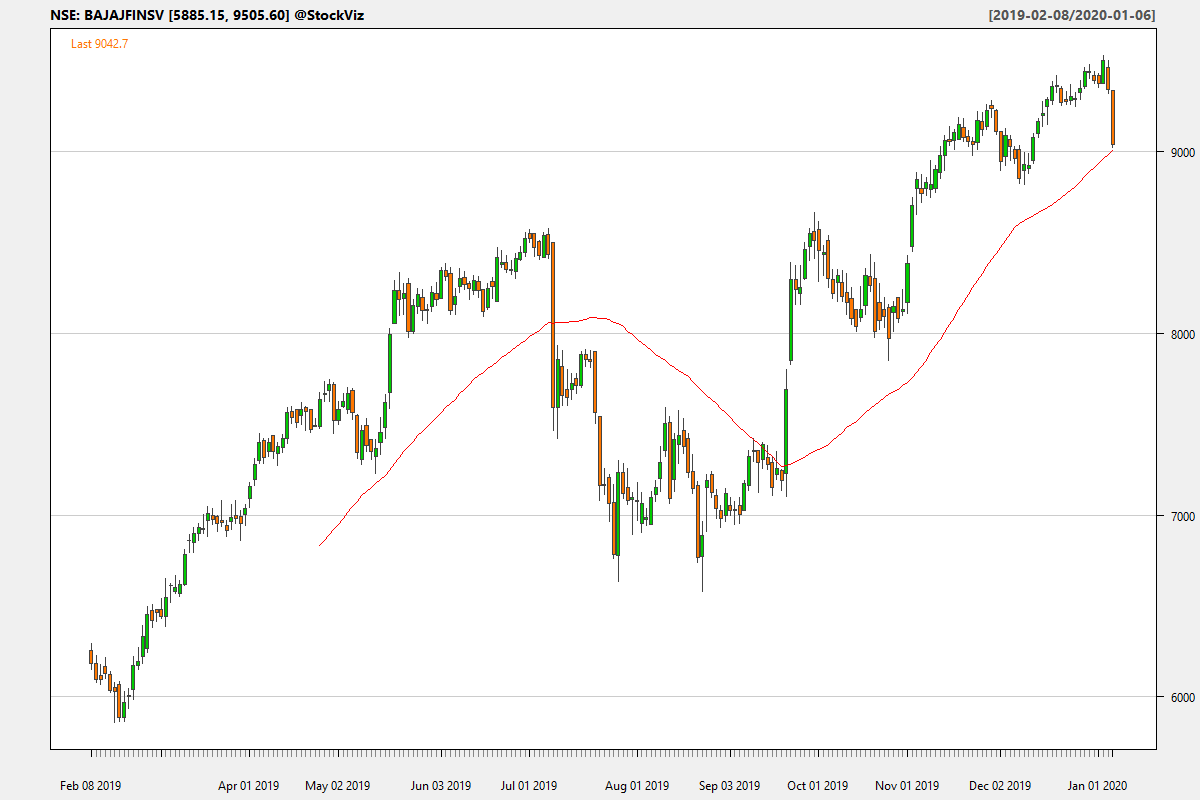 NSE: BAJAJFINSV [5885.15, 9505.60] @StockViz
[2019-02-08/2020-01-06]
Last 9042.7
9000
8000
7000
6000
Feb 08 2019 Apr 01 2019 May 02 2019 Jun 03 2019 Jul 01 2019 Aug 01 2019 Sep 03 2019 Oct 01 2019 Nov 01 2019 Dec 02 2019 Jan 01 2020